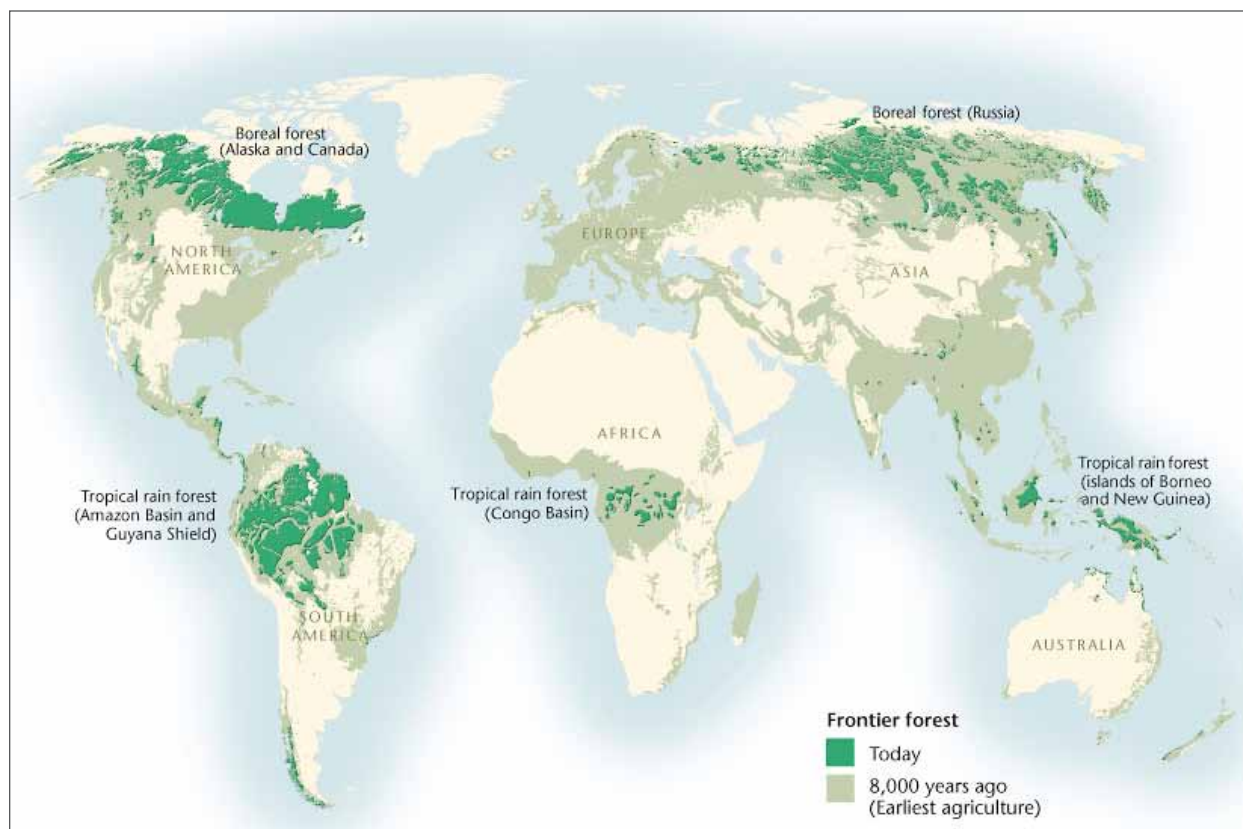 Boreal forest
(Alaska and Canada)
Boreal forest (Russia)
NORTH
AMERICA
EUROPE
ASIA
AFRICA
Tropical rain forest
(Amazon Basin and
Guyana Shield)
Tropical rain forest
(Congo Basin)
Tropical rain forest
(islands of Borneo
and New Guinea)
SOUTH
AMERICA
AUSTRALIA
Frontier forest
Today
8,000 years ago
(Earliest agriculture)